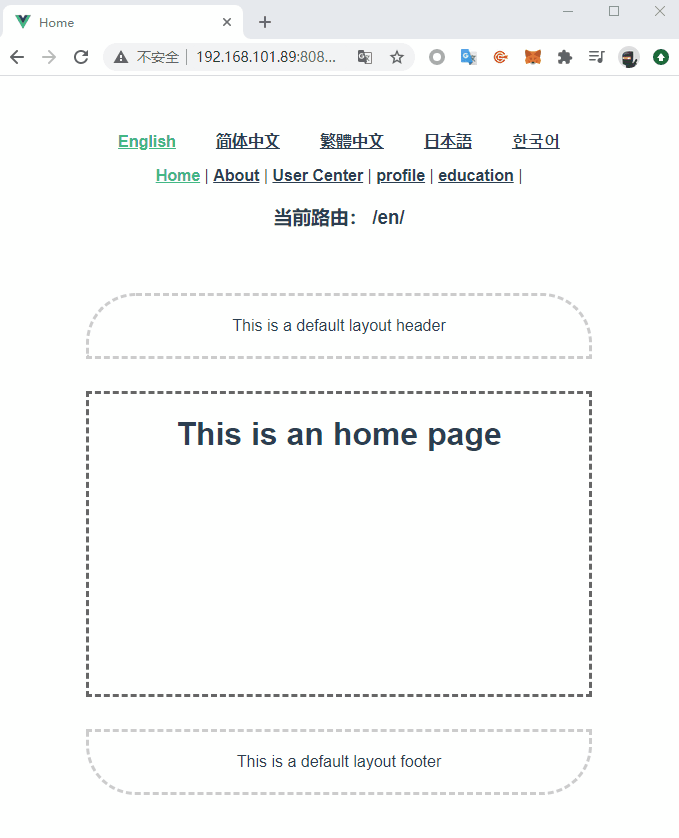 Home
不安全 192.168.101.89:808...
English 简体中文 繁體中文 日本語 한국어
Home | About | User Center | profile | education |
当前路由： /en/
This is a default layout header
This is an home page
This is a default layout footer